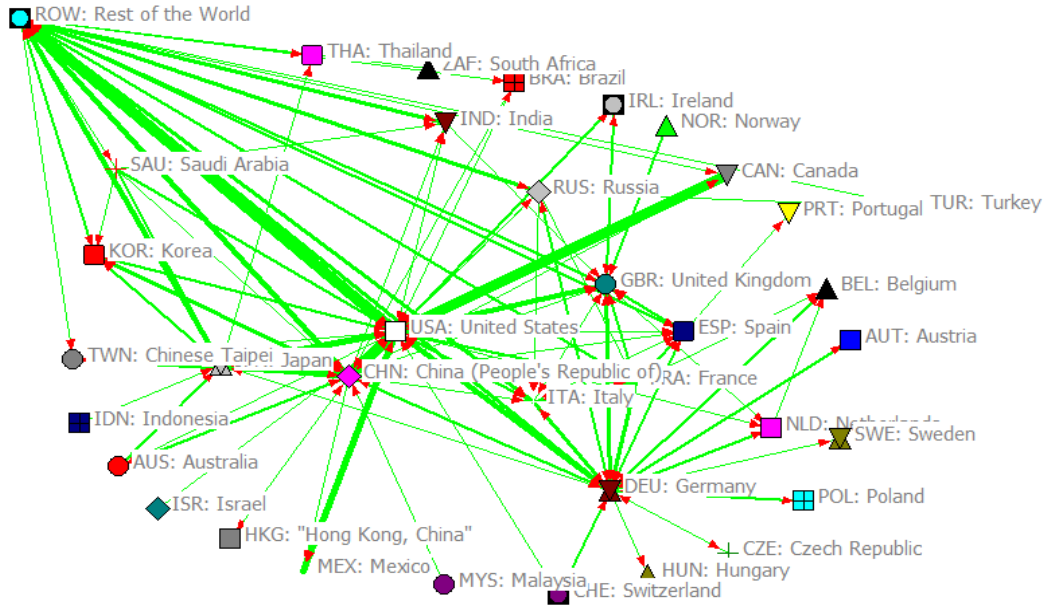 ROW: Rest of the World
THA: Thailand
ZAF: South Africa
BRA: Brazil
IRL: Ireland
IND: India
NOR: Norway
SAU: Saudi Arabia
CAN: Canada
RUS: Russia
PRT: Portugal
TUR: Turkey
KOR: Korea
GBR: United Kingdom
BEL: Belgium
USA: United States
ESP: Spain
AUT: Austria
TWN: Chinese Taipei
Japan
CHN: China (People's Republic of)
RA: France
ITA: Italy
IDN: Indonesia
NLD: Netherlands
SWE: Sweden
AUS: Australia
DEU: Germany
POL: Poland
ISR: Israel
HKG: "Hong Kong, China"
CZE: Czech Republic
MEX: Mexico
HUN: Hungary
MYS: Malaysia
CHE: Switzerland